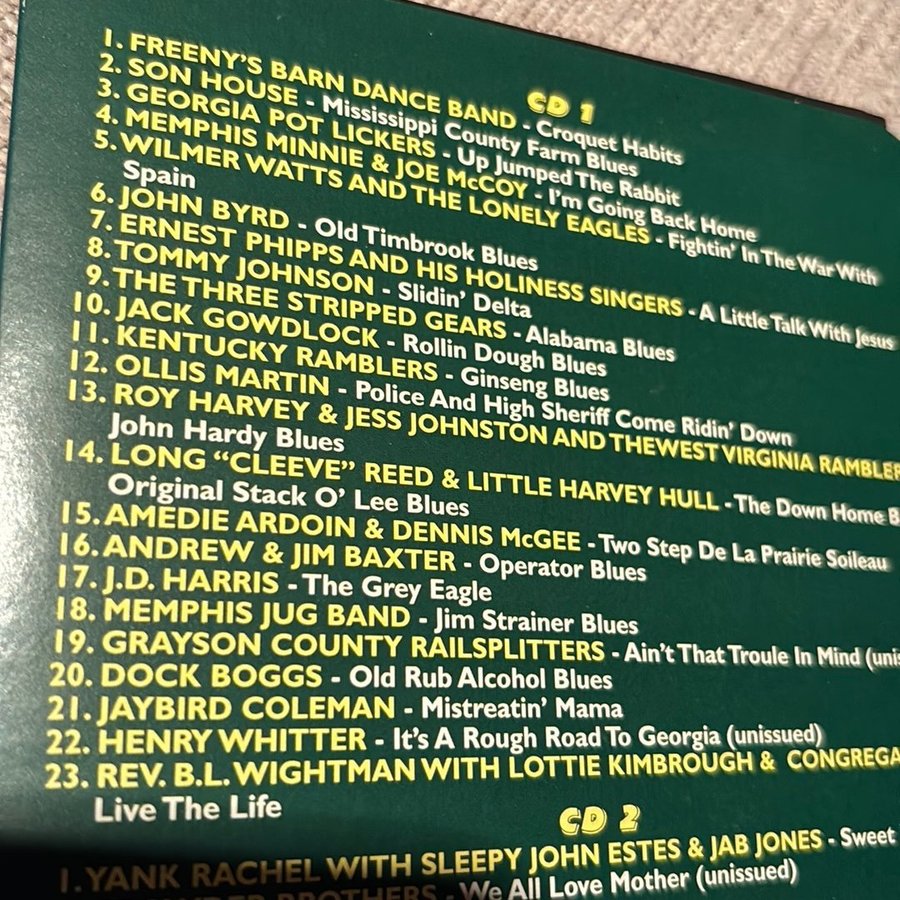 CD 1
1. FREENY'S BARN DANCE BAND - Croquet Habits
2. SON HOUSE - Mississippi County Farm Blues
3. GEORGIA POT LICKERS - Up Jumped The Rabbit
4. MEMPHIS MINNIE & JOE McCOY - I'm Going Back Home
5. WILMER WATTS AND THE LONELY EAGLES - Fightin' In The War With
Spain
6. JOHN BYRD - Old Timbrook Blues
7. ERNEST PHIPPS AND HIS HOLINESS SINGERS - A Little Talk With Jesus
8. TOMMY JOHNSON - Slidin' Delta
9. THE THREE STRIPPED GEARS - Alabama Blues
10. JACK GOWDLOCK - Rollin Dough Blues
11. KENTUCKY RAMBLERS - Ginseng Blues
12. OLLIS MARTIN - Police And High Sheriff Come Ridin' Down
13. ROY HARVEY & JESS JOHNSTON AND THEWEST VIRGINIA RAMBLER
John Hardy Blues
14. LONG "CLEEVE" REED & LITTLE HARVEY HULL - The Down Home
Original Stack O' Lee Blues
15. AMEDIE ARDOIN & DENNIS McGEE - Two Step De La Prairie Soileau
16. ANDREW & JIM BAXTER - Operator Blues
17. J.D. HARRIS - The Grey Eagle
18. MEMPHIS JUG BAND - Jim Strainer Blues
19. GRAYSON COUNTY RAILSPLITTERS - Ain't That Troule In Mind (unis
20. DOCK BOGGS - Old Rub Alcohol Blues
21. JAYBIRD COLEMAN - Mistreatin' Mama
22. HENRY WHITTER - It's A Rough Road To Georgia (unissued)
23. REV. B.L. WIGHTMAN WITH LOTTIE KIMBROUGH & CONGREGA
Live The Life
CD 2
1. YANK RACHEL WITH SLEEPY JOHN ESTES & JAB JONES - Sweet
BROTHERS - We All Love Mother (unissued)